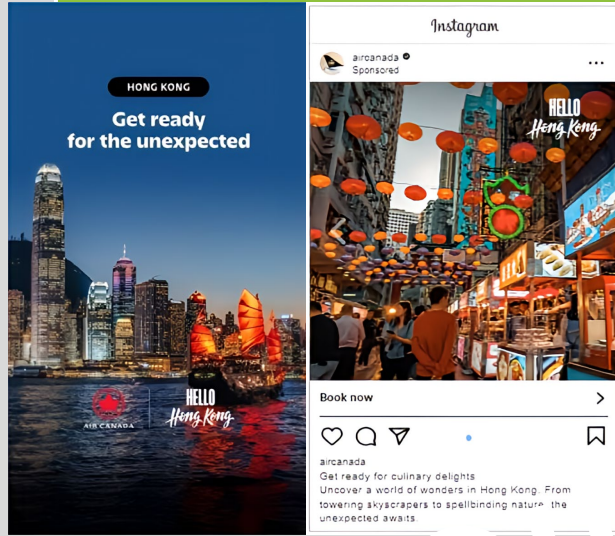 HONG KONG
Get ready
for the unexpected
AIR CANADA
HELLO
Hong Kong
Instagram
aircanada
Sponsored
HELLO
Hong Kong
Book now
aircanada
Get ready for culinary delights
Uncover a world of wonders in Hong Kong. From
towering skyscrapers to spellbinding nature the
unexpected awaits.